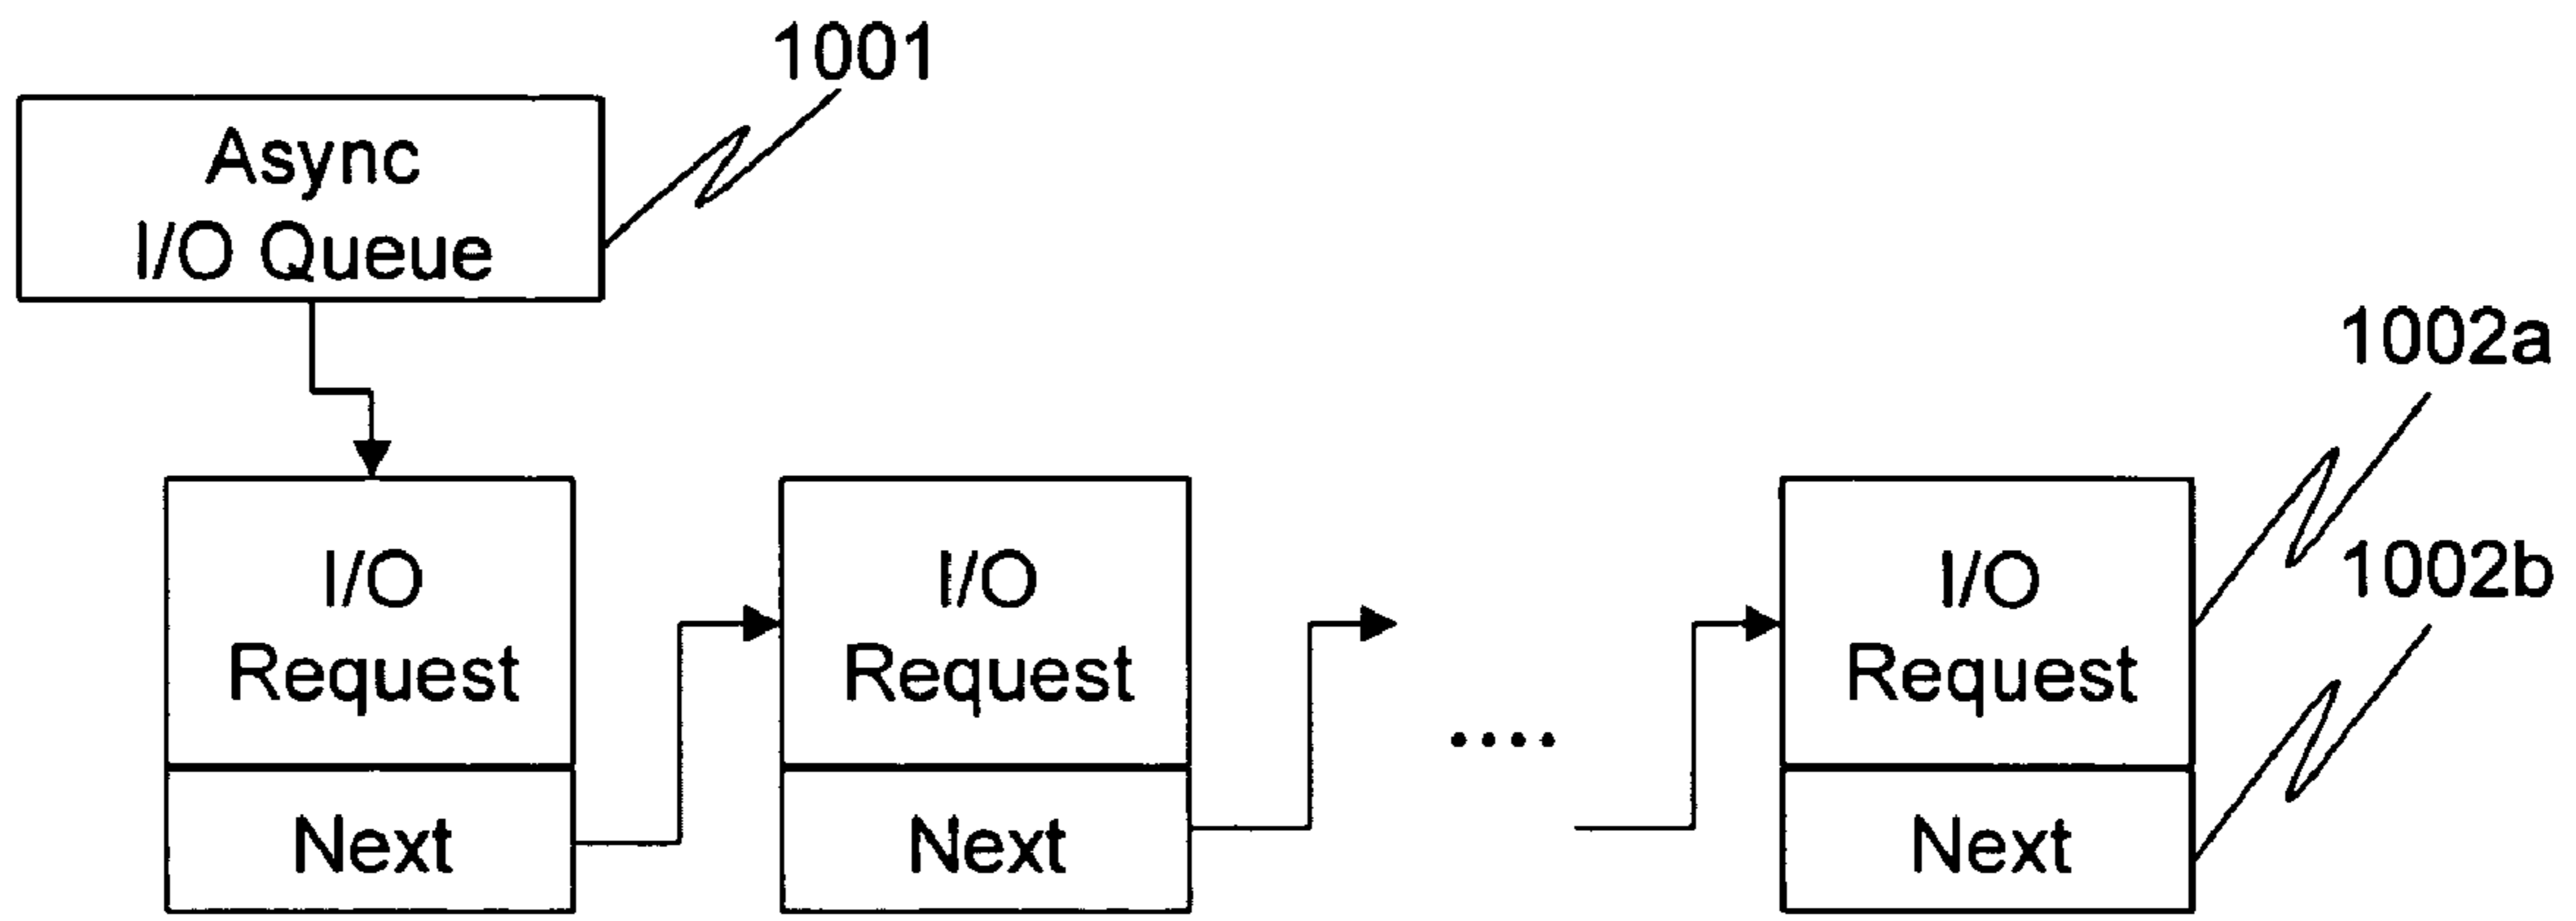 1001
Async
I/O Queue
1002a
I/O
Request
Next
I/O
Request
Next
....
I/O
Request
Next
1002b